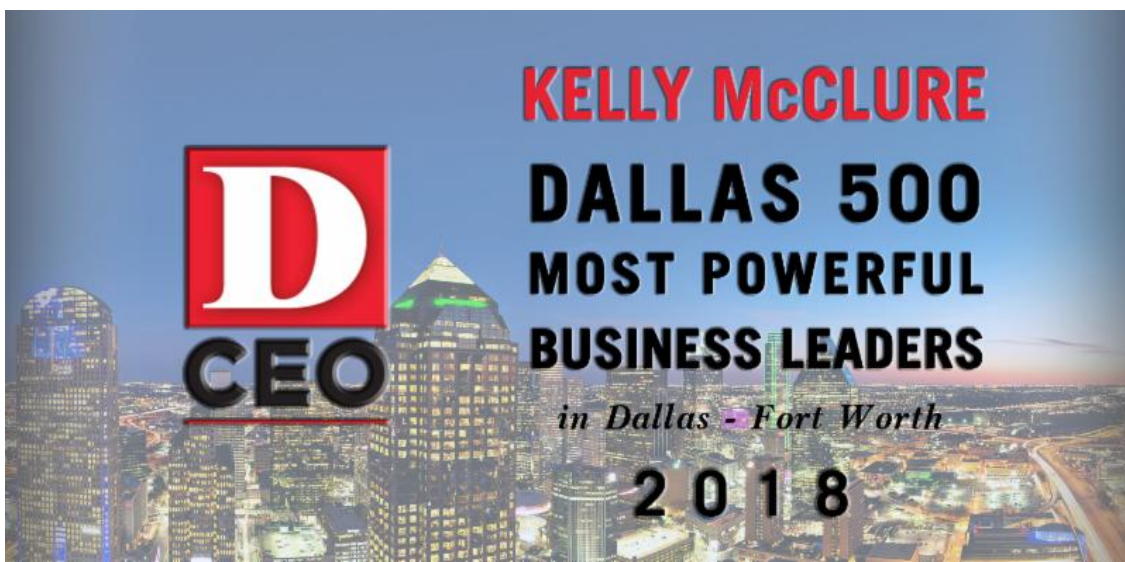 D
CEO
KELLY McCLURE
DALLAS 500
MOST POWERFUL
BUSINESS LEADERS
in Dallas - Fort Worth
2018